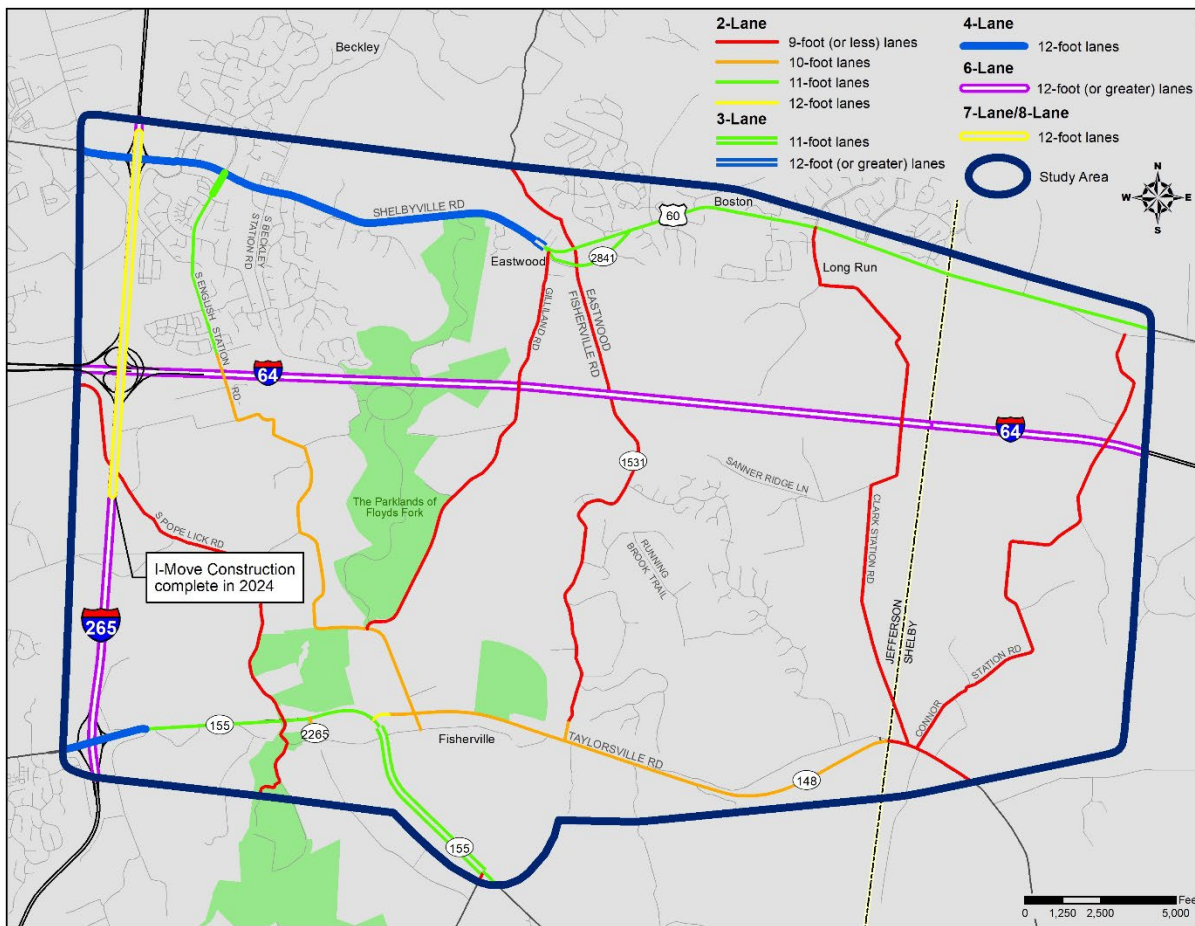 2-Lane
9-foot (or less) lanes
10-foot lanes
11-foot lanes
12-foot lanes
3-Lane
11-foot lanes
12-foot (or greater) lanes
4-Lane
12-foot lanes
6-Lane
12-foot (or greater) lanes
7-Lane/8-Lane
12-foot lanes
Study Area
N
W
E
S
Beckley
SHELBYVILLE RD
S BECKLEY
STATION RD
S ENGLISH STATION
RD
Boston
60
2841
Eastwood
Long Run
GILLILAND RD
EASTWOOD
FISHERVILLE RD
64
64
265
1531
SANNER RIDGE LN
The Parklands of
Floyds Fork
S POPE LICK RD
I-Move Construction
complete in 2024
RUNNING
BROOK TRAIL
CLARK STATION RD
JEFFERSON
SHELBY
CONNOR
STATION RD
155
2265
Fisherville
TAYLORSVILLE RD
148
155
Fee
0 1,250 2,500 5,000